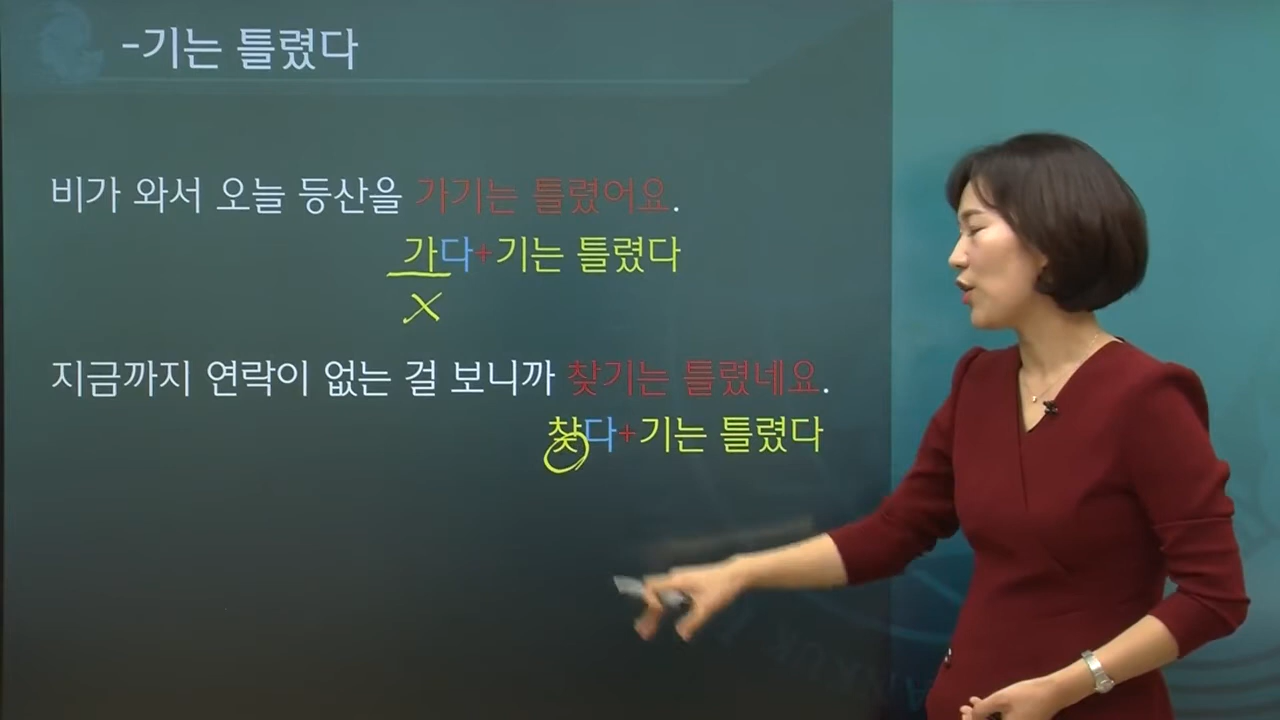 -기는 틀렸다
비가 와서 오늘 등산을 가기는 틀렸어요.
가다+기는 틀렸다
X
지금까지 연락이 없는 걸 보니까 찾기는 틀렸네요.
찾다+기는 틀렸다